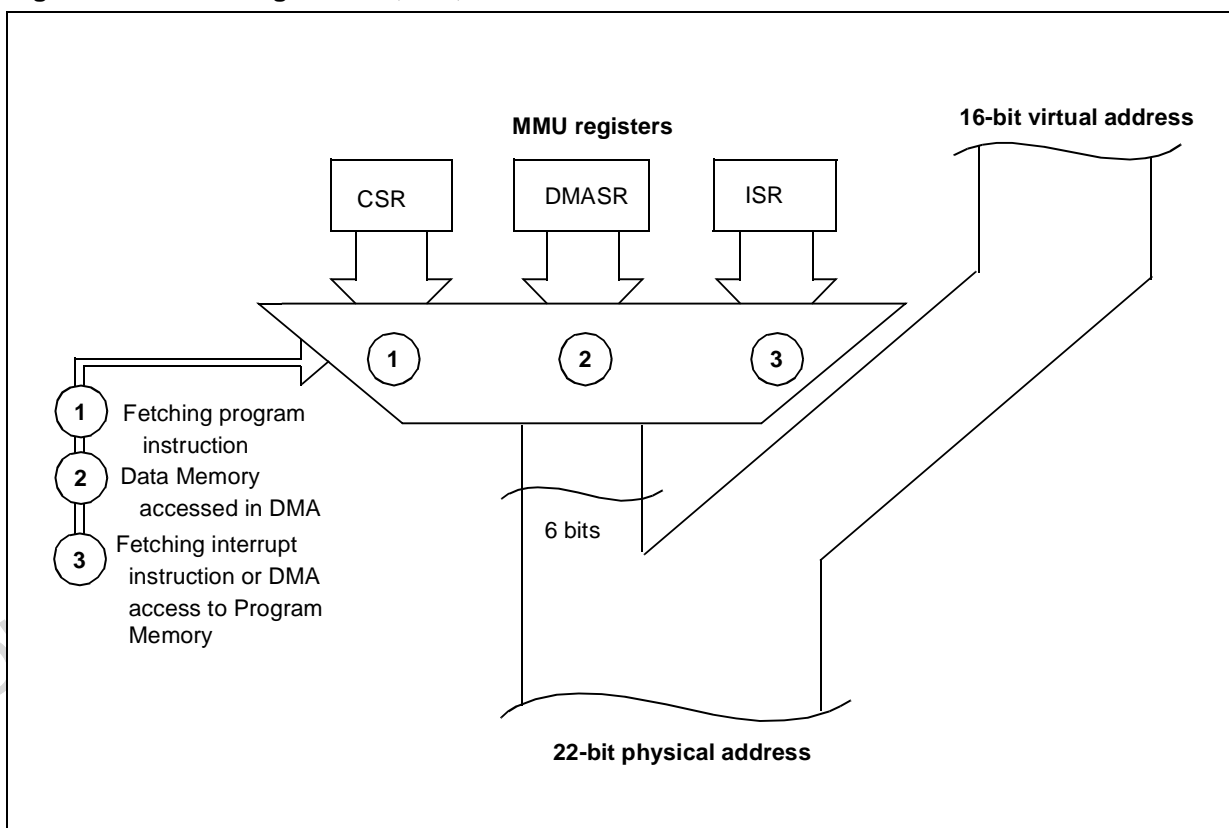 MMU registers
16-bit virtual address
CSR
DMASR
ISR
1
2
3
1
Fetching program
instruction
2
Data Memory
accessed in DMA
3
Fetching interrupt
instruction or DMA
access to Program
Memory
6 bits
22-bit physical address